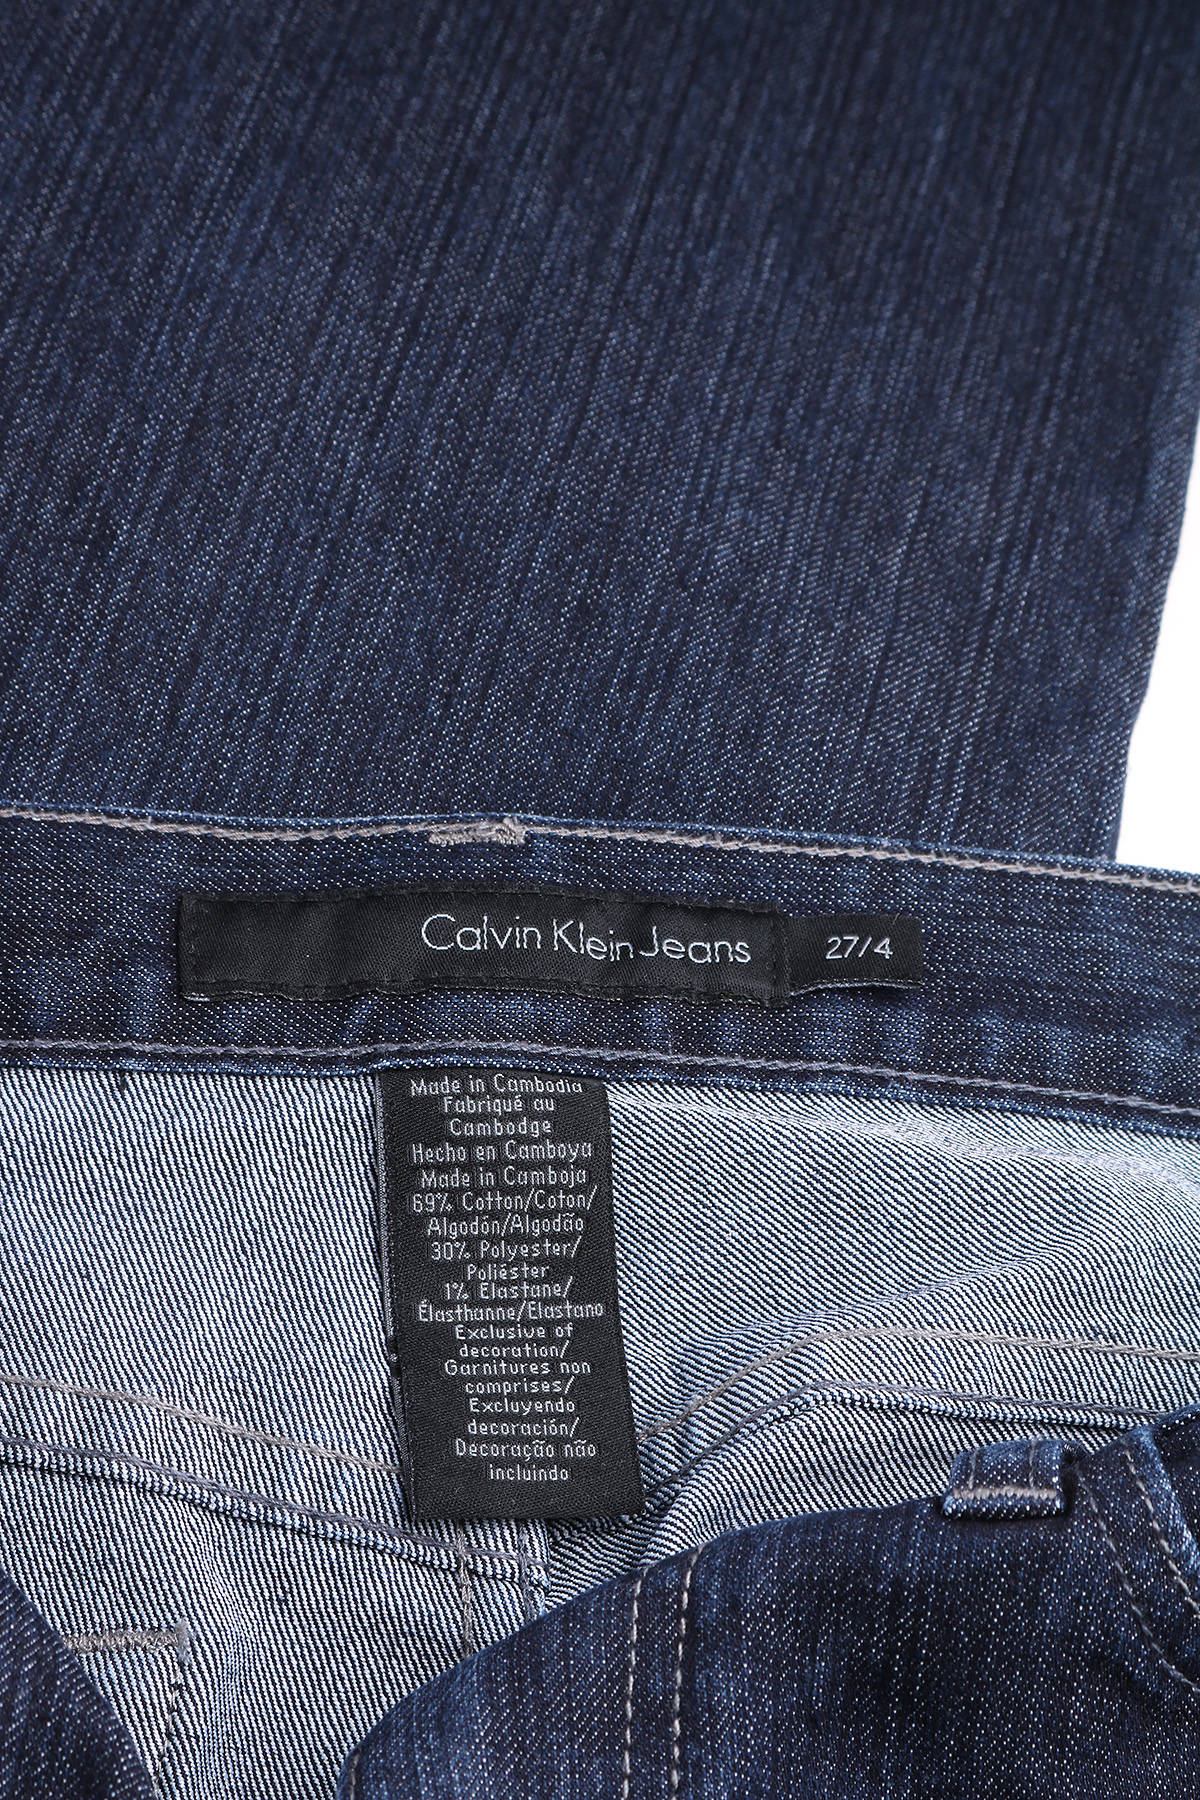 Calvin Klein Jeans
27/4
Made in Cambodia
Fabriqué au
Cambodge
Hecho en Camboya
Made in Camboja
69% Cotton/Coton/
Algodón/Algodão
30% Polyester/
Poliéster
1% Elastane/
Élasthanne/Elastano
Exclusive of
decoration/
Garnitures non
comprises/
Excluyendo
decoración/
Decoração não
incluindo